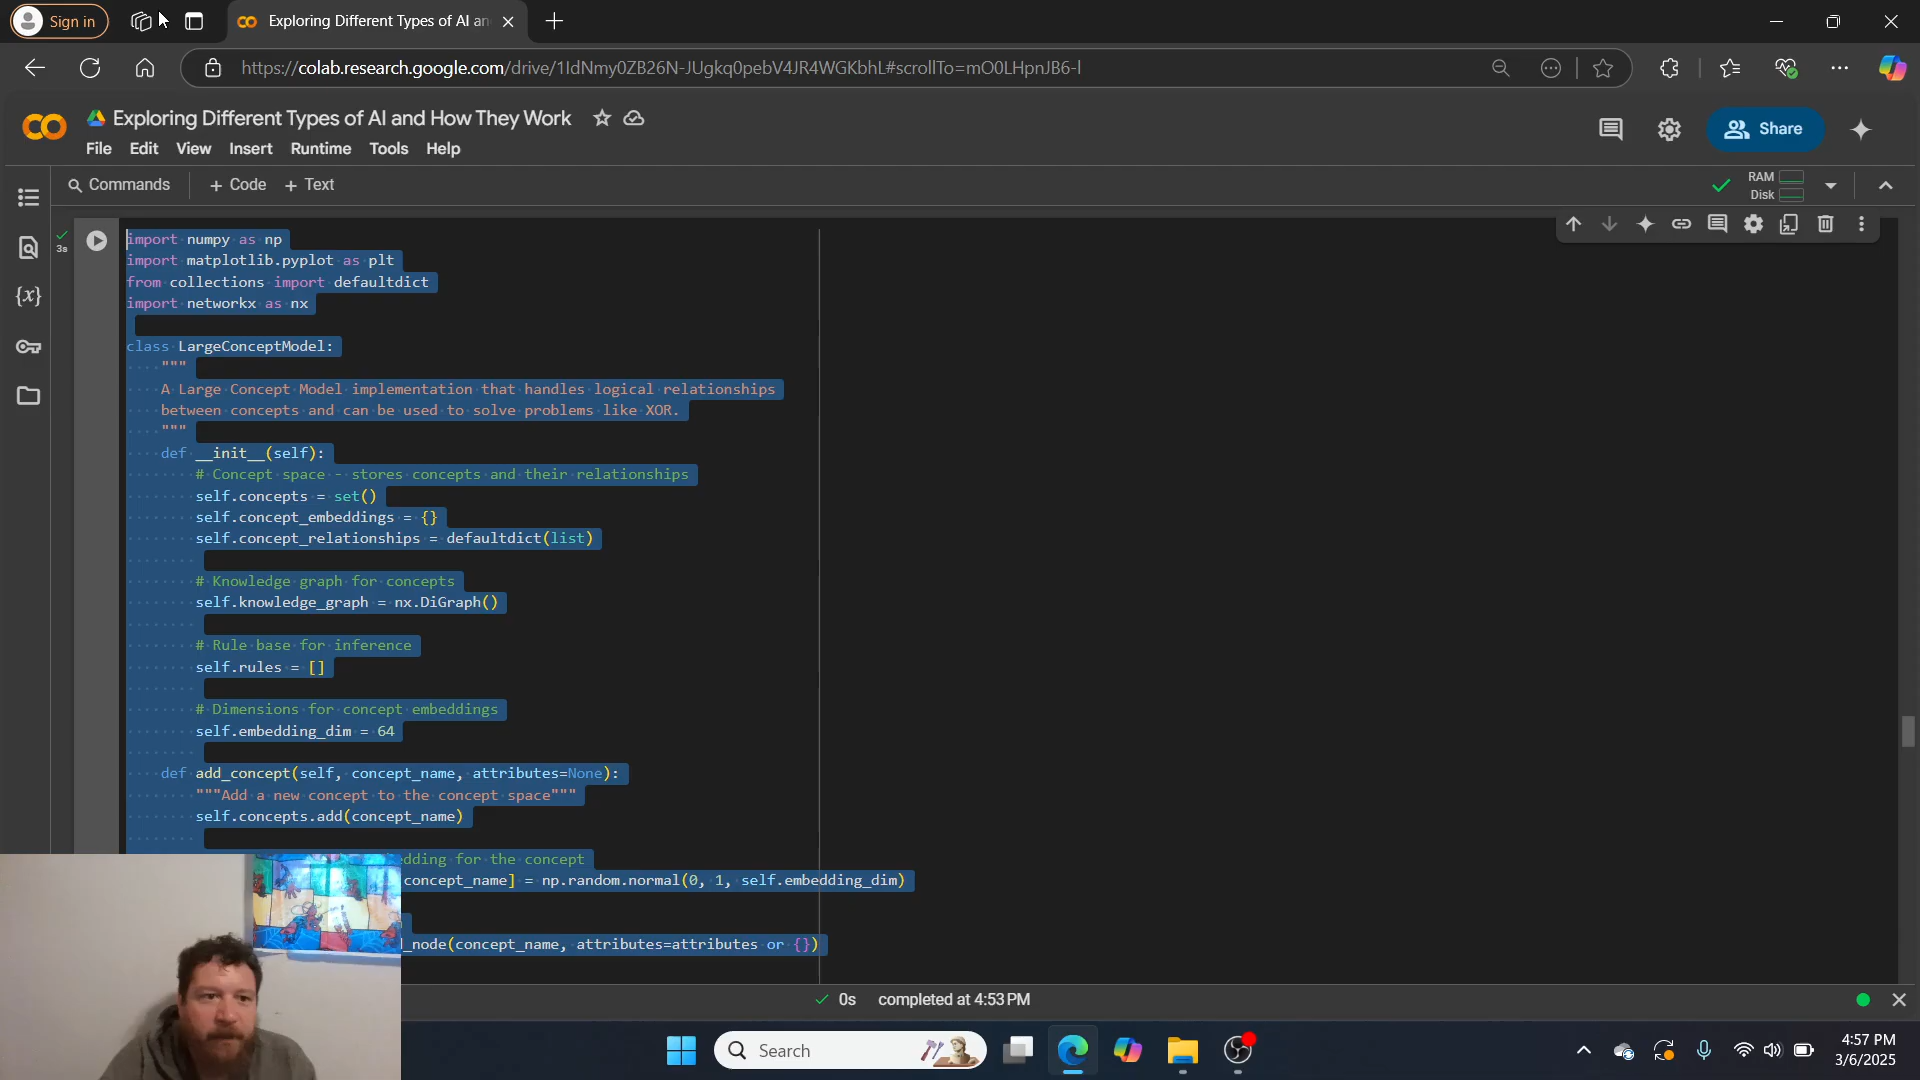 Sign in
Exploring Different Types of AI an
https://colab.research.google.com/drive/1IdNmy0ZB26N-JUgkq0pebV4JR4WGKbhL#scrollTo=mO0LHpnJB6-l
Exploring Different Types of AI and How They Work
File Edit View Insert Runtime Tools Help
Share
Commands + Code + Text
RAM
Disk
3s
import numpy as np
import matplotlib.pyplot as plt
from collections import defaultdict
import networkx as nx
class LargeConceptModel:
"""
A Large Concept Model implementation that handles logical relationships
between concepts and can be used to solve problems like XOR.
"""
def __init__(self):
# Concept space - stores concepts and their relationships
self.concepts = set()
self.concept_embeddings = {}
self.concept_relationships = defaultdict(list)
# Knowledge graph for concepts
self.knowledge_graph = nx.DiGraph()
# Rule base for inference
self.rules = []
# Dimensions for concept embeddings
self.embedding_dim = 64
def add_concept(self, concept_name, attributes=None):
"""Add a new concept to the concept space"""
self.concepts.add(concept_name)
edding for the concept
concept_name] = np.random.normal(0, 1, self.embedding_dim)
_node(concept_name, attributes=attributes or {})
0s completed at 4:53 PM
Search
4:57 PM
3/6/2025